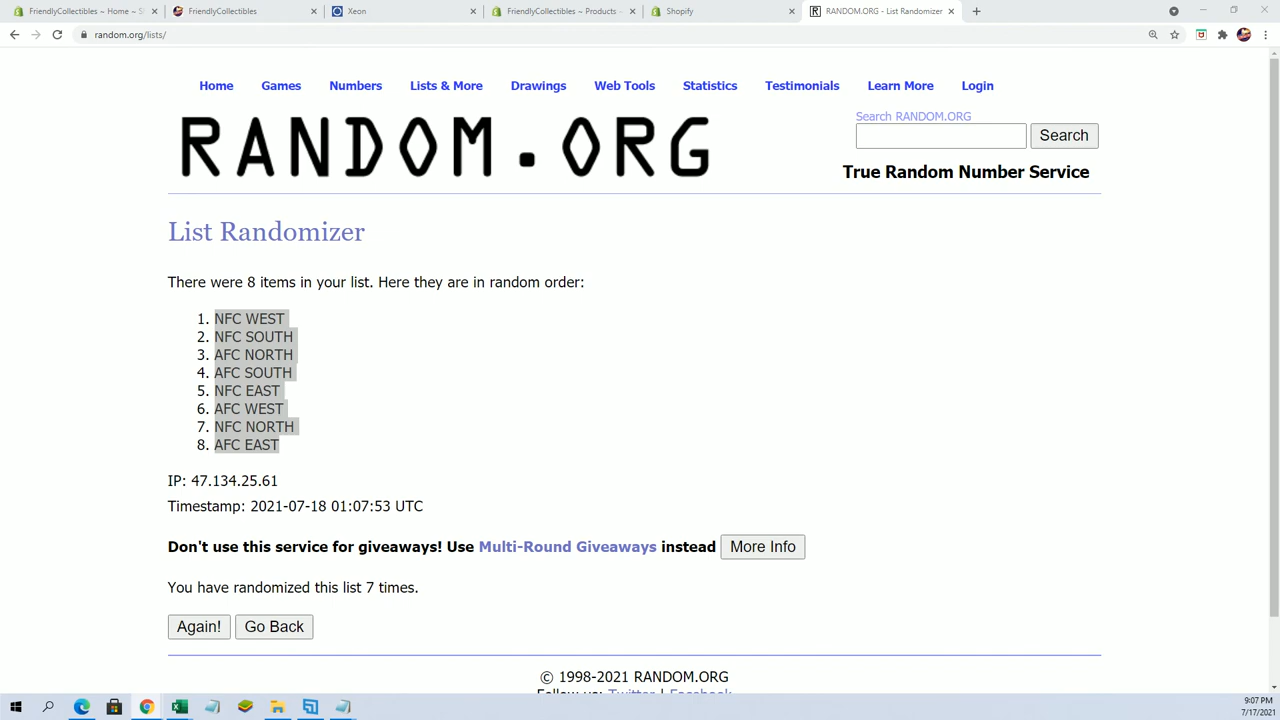 FriendlyCollectibles ~ Home ~ S
FriendlyCollectibles
Xeon
FriendlyCollectibles ~ Products ~
Shopify
RANDOM.ORG - List Randomizer
random.org/lists/
Home Games Numbers Lists & More Drawings Web Tools Statistics Testimonials Learn More Login
RANDOM.ORG
Search RANDOM.ORG
Search
True Random Number Service
List Randomizer
There were 8 items in your list. Here they are in random order:
1. NFC WEST
2. NFC SOUTH
3. AFC NORTH
4. AFC SOUTH
5. NFC EAST
6. AFC WEST
7. NFC NORTH
8. AFC EAST
IP: 47.134.25.61
Timestamp: 2021-07-18 01:07:53 UTC
Don't use this service for giveaways! Use Multi-Round Giveaways instead More Info
You have randomized this list 7 times.
Again! Go Back
© 1998-2021 RANDOM.ORG
Follow us: Twitter | Facebook
9:07 PM
7/17/2021